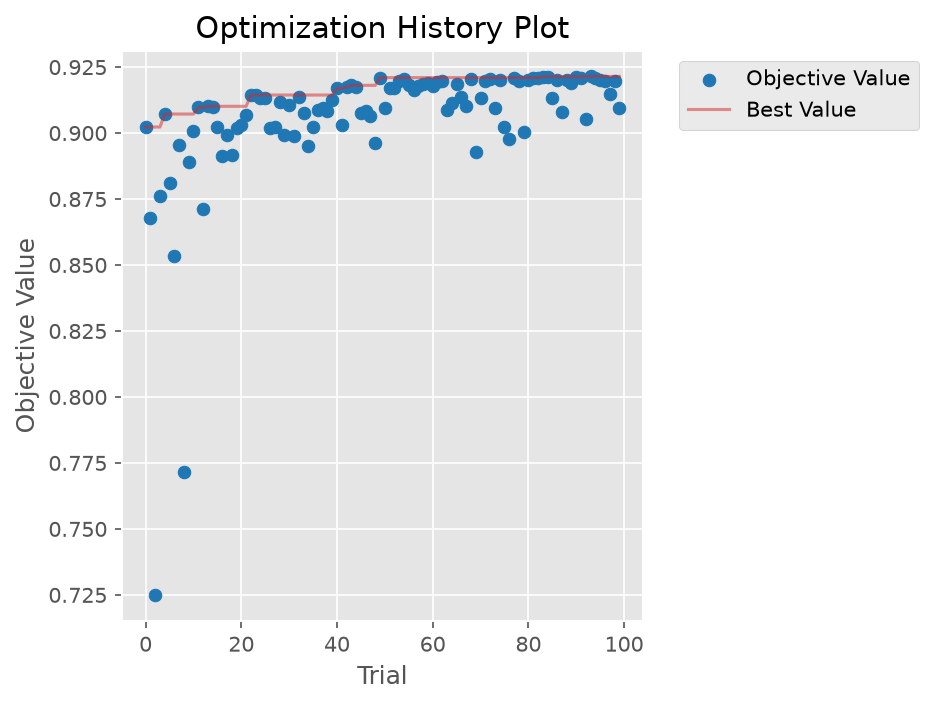 Optimization History Plot
Objective Value
Best Value
0.925
0.900
0.875
0.850
0.825
0.800
0.775
0.750
0.725
Objective Value
0 20 40 60 80 100
Trial